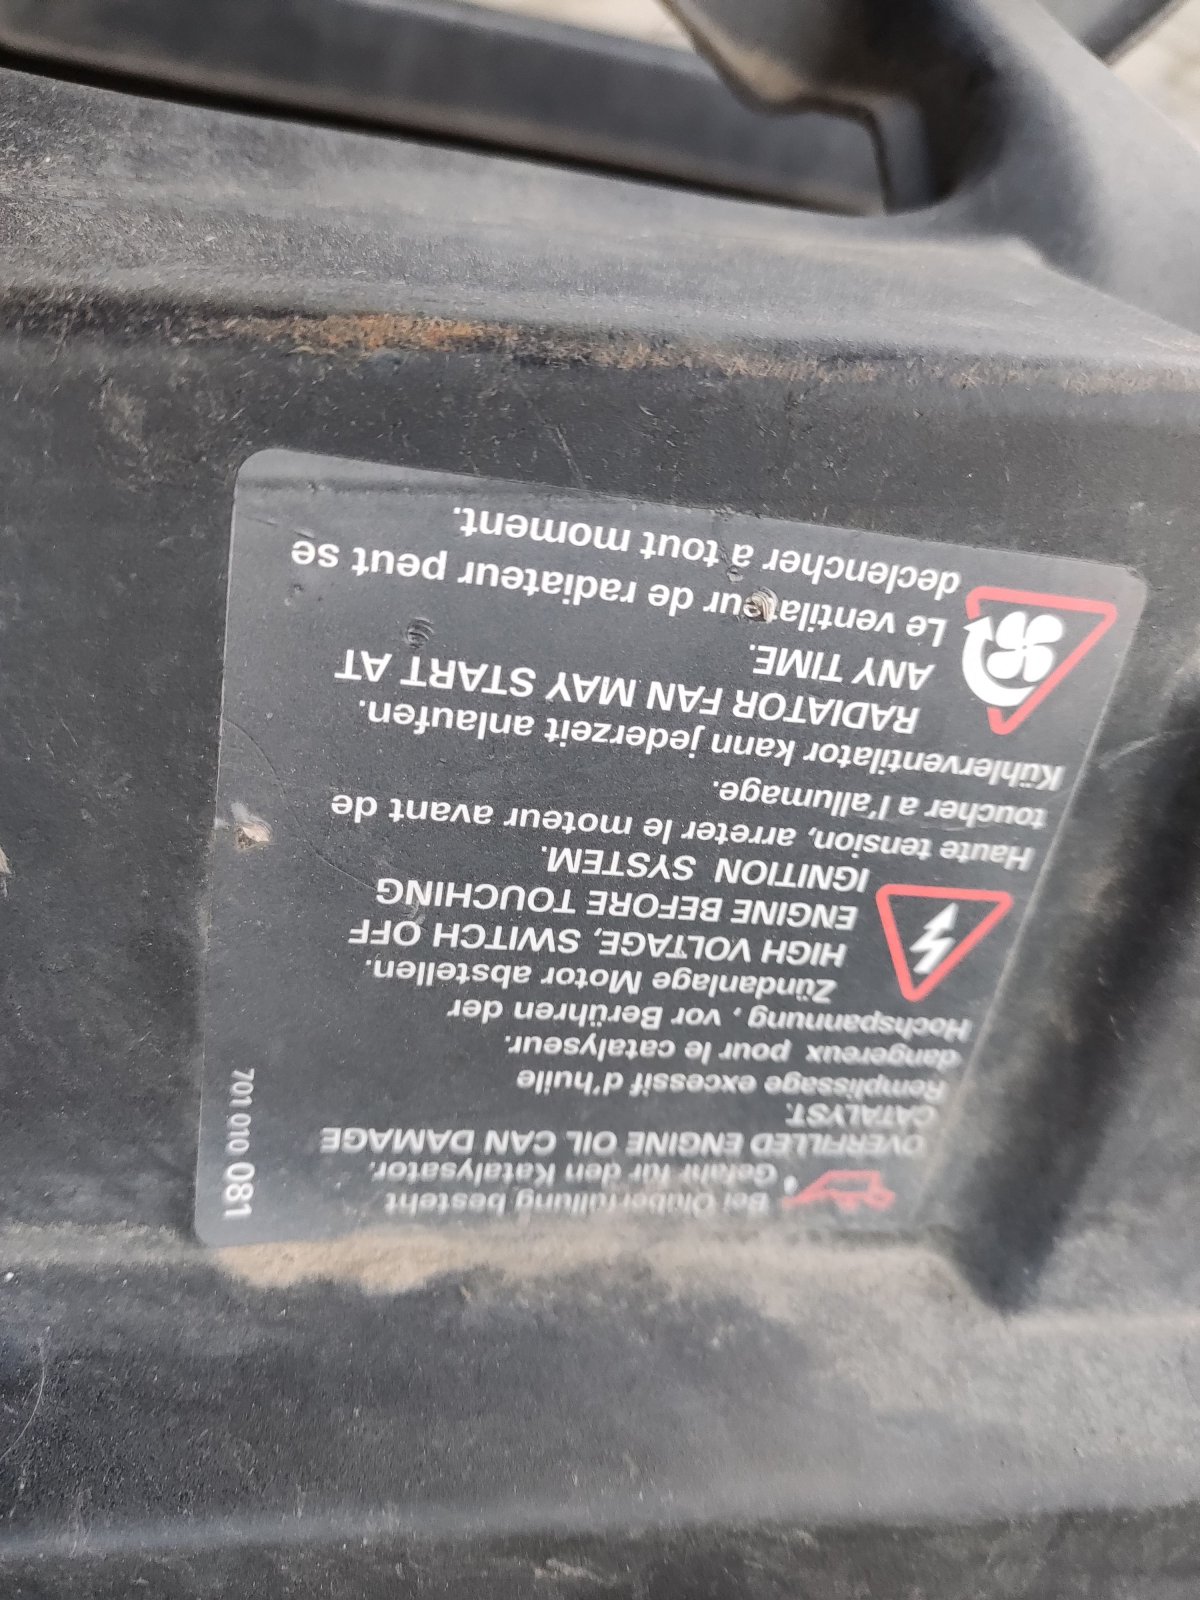 Bei Ölüberfüllung besteht
Gefahr für den Katalysator.
OVERFILLED ENGINE OIL CAN DAMAGE
CATALYST.
Remplissage excessif d'huile
dangereux pour le catalyseur.
Hochspannung, vor Berühren der
Zündanlage Motor abstellen.
HIGH VOLTAGE, SWITCH OFF
ENGINE BEFORE TOUCHING
IGNITION SYSTEM.
Haute tension, arreter le moteur avant de
toucher a l'allumage.
Kühlerventilator kann jederzeit anlaufen.
RADIATOR FAN MAY START AT
ANY TIME.
Le ventilateur de radiateur peut se
declencher a tout moment.
701 010 081